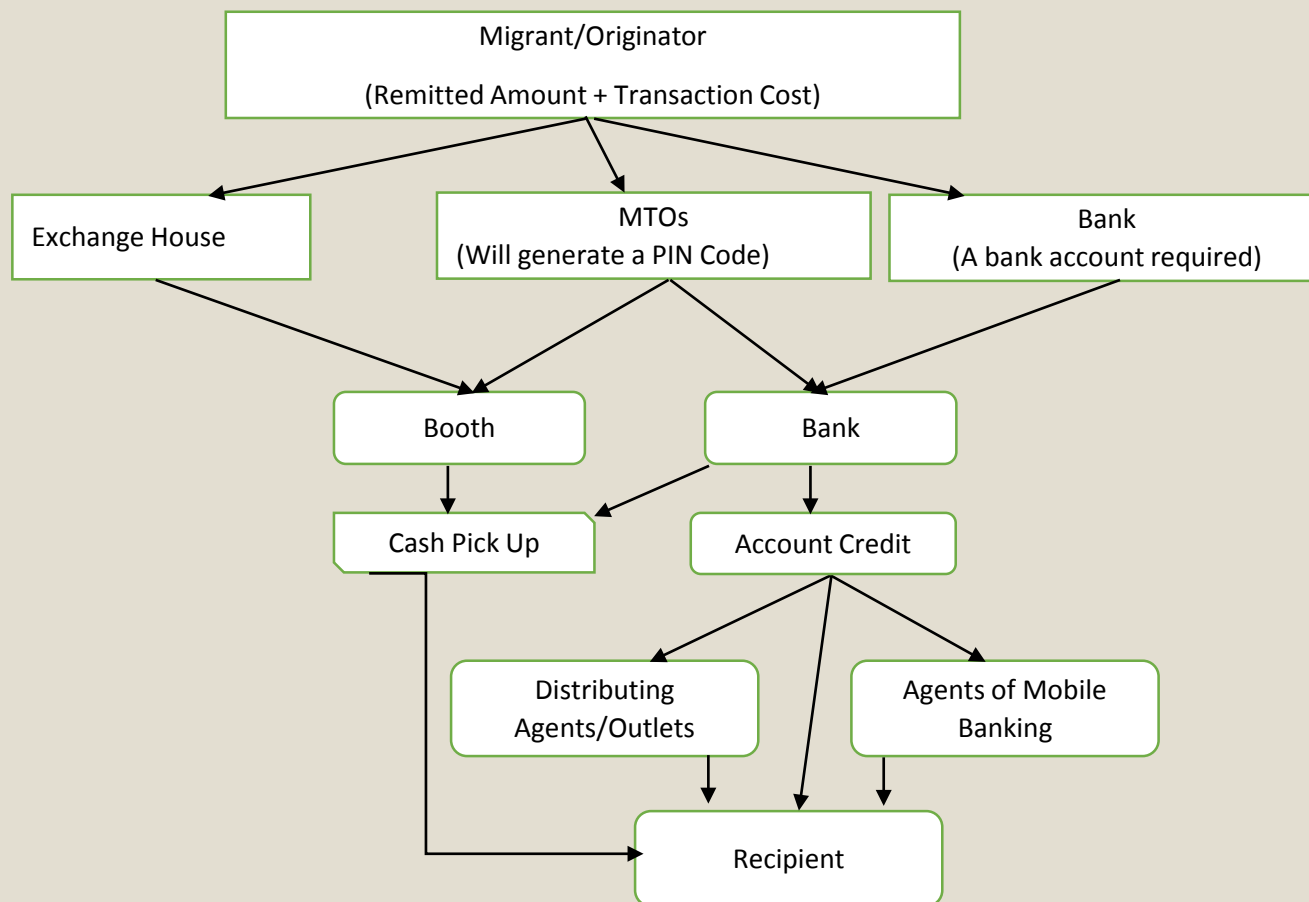 Migrant/Originator
(Remitted Amount + Transaction Cost)
Exchange House
MTOs
(Will generate a PIN Code)
Bank
(A bank account required)
Booth
Bank
Cash Pick Up
Account Credit
Distributing
Agents/Outlets
Agents of Mobile
Banking
Recipient